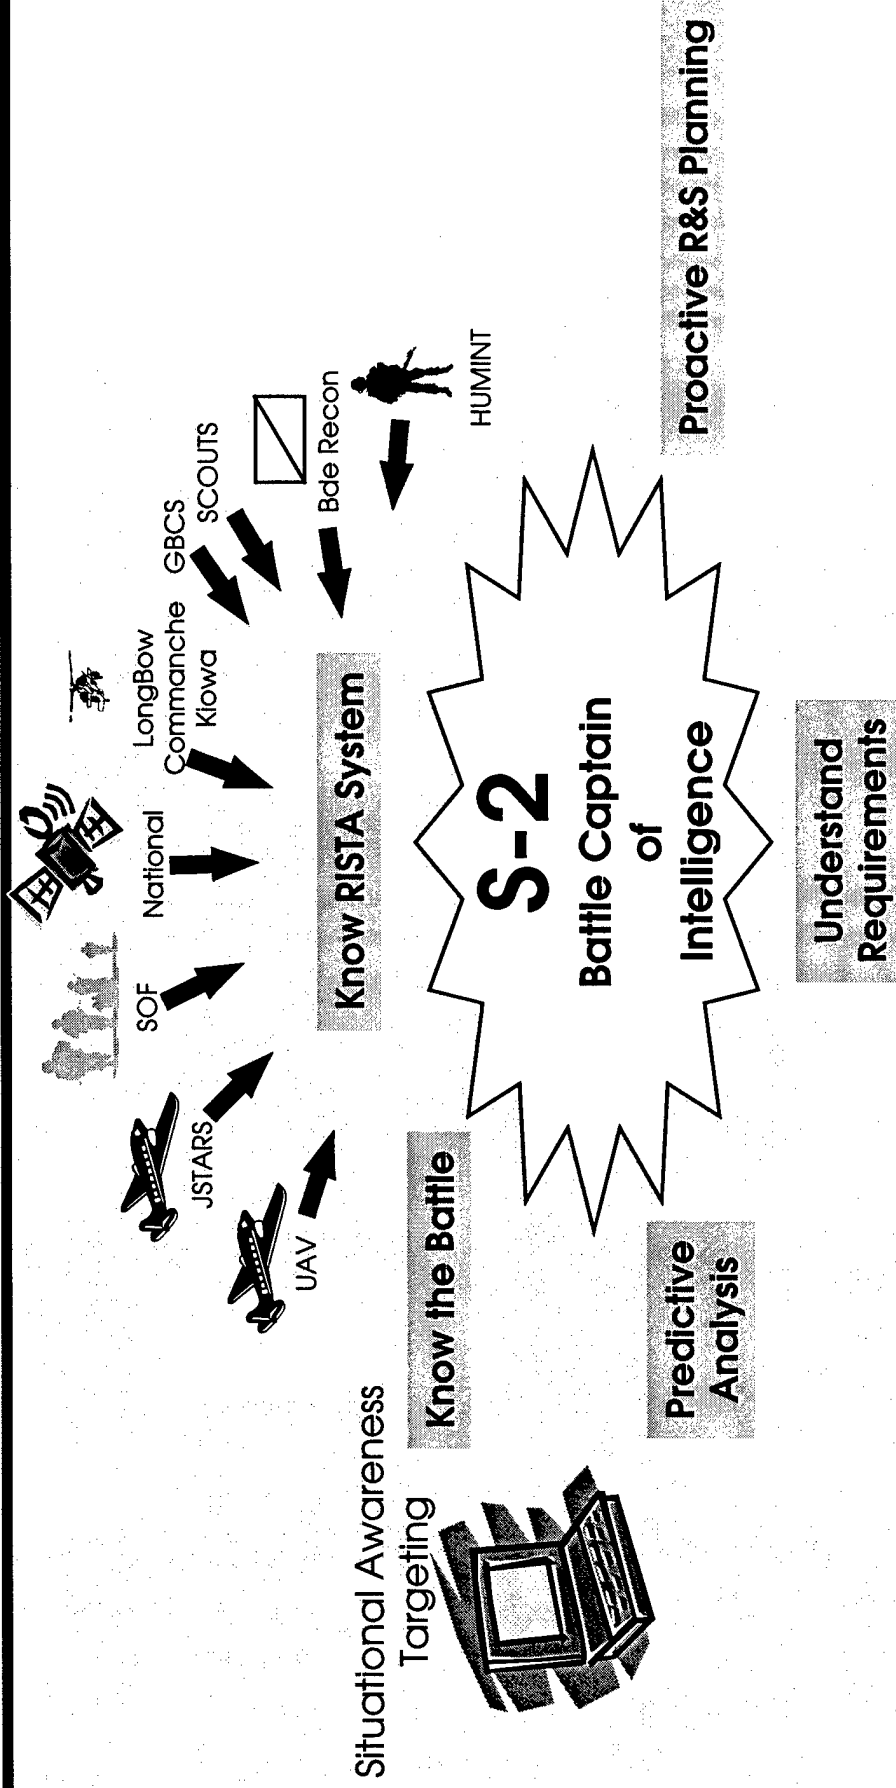 SOF
National
LongBow
Commanche
Kiowa
GBCS
SCOUTS
JSTARS
UAV
Bde Recon
HUMINT
Know RISTA System
Situational Awareness
Targeting
Know the Battle
S-2
Battle Captain
of
Intelligence
Predictive
Analysis
Proactive R&S Planning
Understand
Requirements